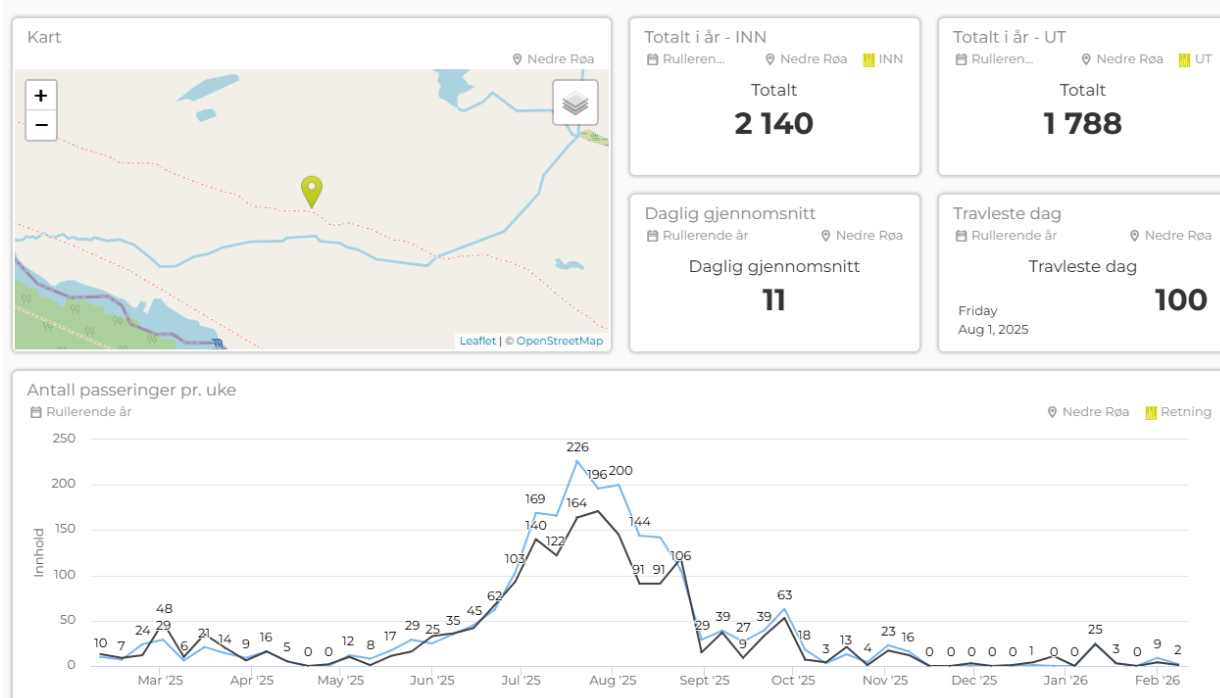 Kart
Nedre Røa
+
−
Leaflet | © OpenStreetMap
Totalt i år - INN
Rulleren... Nedre Røa INN
Totalt
2 140
Totalt i år - UT
Rulleren... Nedre Røa UT
Totalt
1 788
Daglig gjennomsnitt
Rullerende år Nedre Røa
Daglig gjennomsnitt
11
Travleste dag
Rullerende år Nedre Røa
Travleste dag
100
Friday
Aug 1, 2025
Antall passeringer pr. uke
Rullerende år Nedre Røa Retning
Innhold
250
200
150
100
50
0
10 7 24 48 29 6 21 14 9 16 5 0 0 12 8 17 29 25 35 45 62 103 169 140 122 226 164 196 200 144 91 91 106 29 39 27 9 39 63 18 3 13 4 23 16 0 0 0 0 0 1 0 0 25 3 0 9 2
Mar '25 Apr '25 May '25 Jun '25 Jul '25 Aug '25 Sept '25 Oct '25 Nov '25 Dec '25 Jan '26 Feb '26